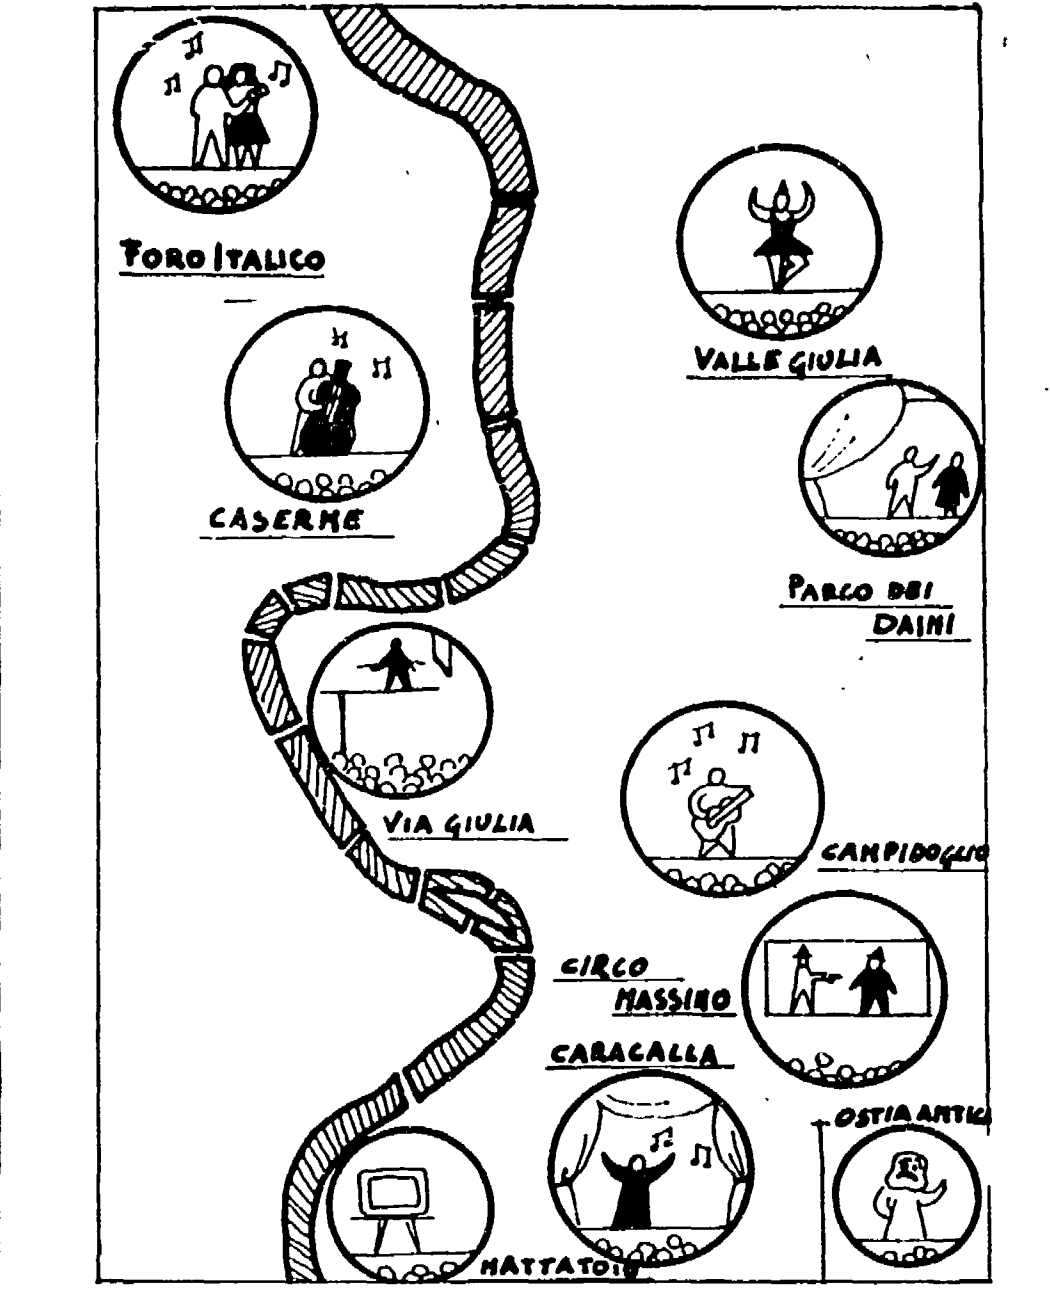 FORO ITALICO
VALLE GIULIA
CASERME
PARCO DEI
DAINI
VIA GIULIA
CAMPIDOGLIO
CIRCO
MASSIMO
CARACALLA
OSTIA ANTICA
MATTATOIO